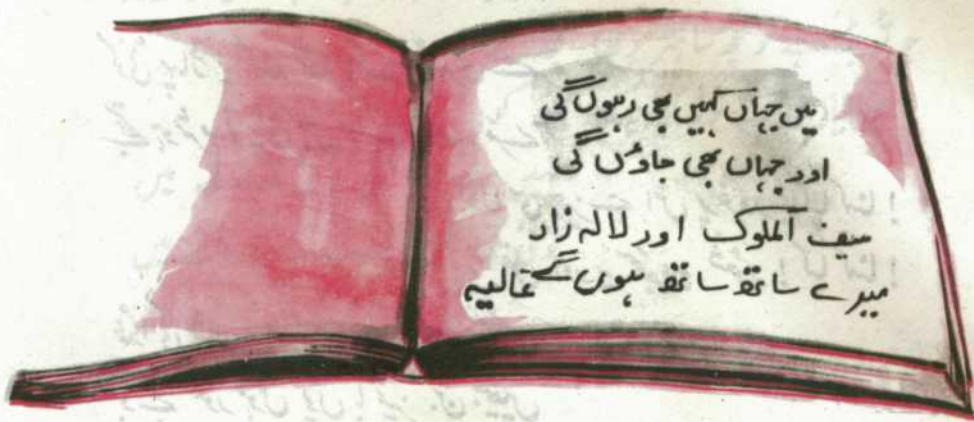 میں جہاں کہیں بھی رہوں گی
اور جہاں بھی جاؤں گی
سیف الملوک اور لالہ زار
میرے ساتھ ساتھ ہوں گے عالیہ